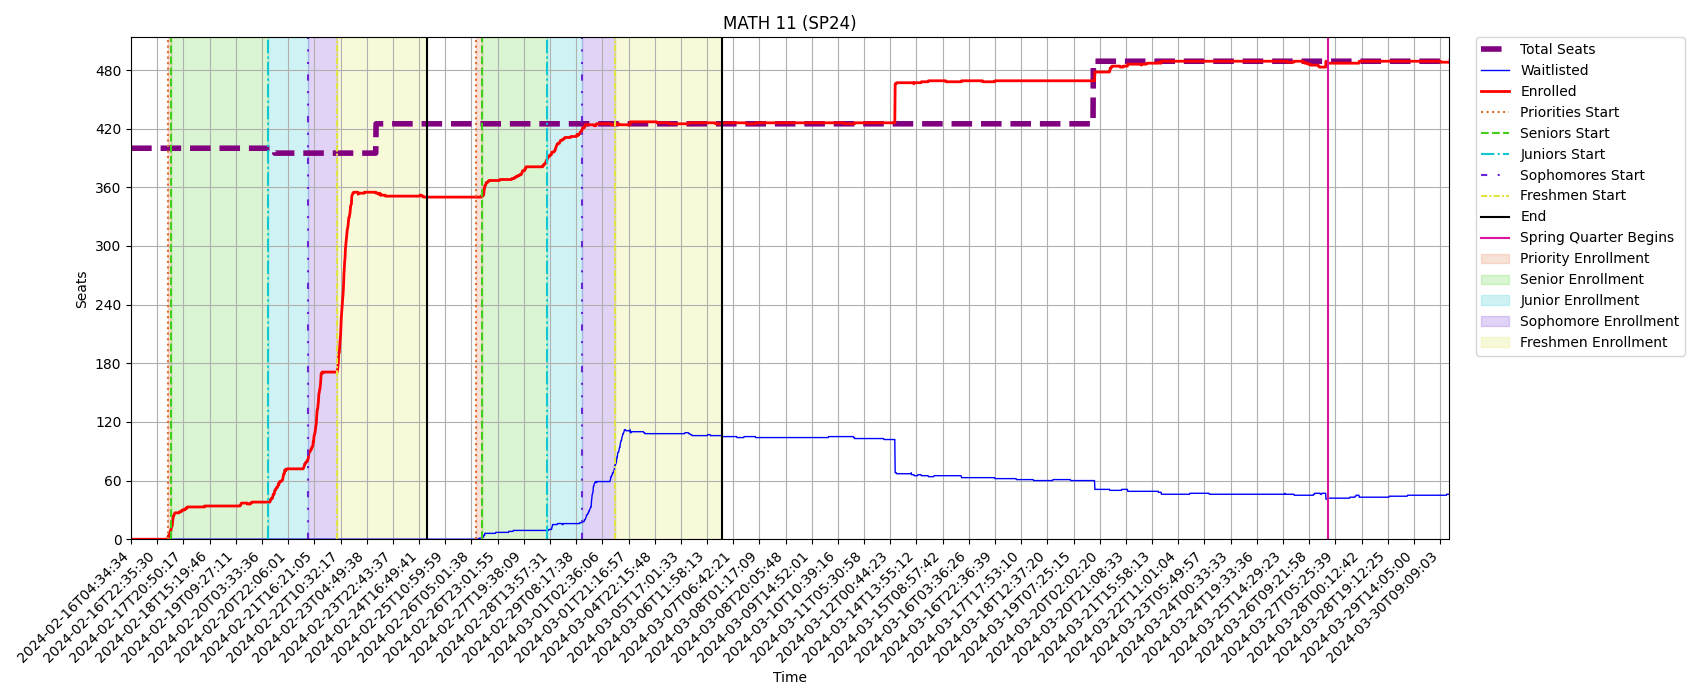 MATH 11 (SP24)
Seats
480
420
360
300
240
180
120
60
0
2024-02-16T04:34:34
2024-02-16T22:35:30
2024-02-17T20:50:17
2024-02-18T15:19:46
2024-02-19T09:27:11
2024-02-20T03:33:36
2024-02-20T22:06:01
2024-02-21T16:21:05
2024-02-22T10:32:17
2024-02-23T04:49:38
2024-02-23T22:43:37
2024-02-24T16:49:41
2024-02-25T10:59:59
2024-02-26T05:01:38
2024-02-26T23:01:55
2024-02-27T19:38:09
2024-02-28T13:57:31
2024-02-29T08:17:38
2024-03-01T02:36:06
2024-03-01T21:16:57
2024-03-04T22:15:48
2024-03-05T17:01:33
2024-03-06T11:58:13
2024-03-07T06:42:21
2024-03-08T01:17:09
2024-03-08T20:05:48
2024-03-09T14:52:01
2024-03-10T10:39:16
2024-03-11T05:30:58
2024-03-12T00:44:23
2024-03-14T13:55:12
2024-03-15T08:57:42
2024-03-16T03:36:26
2024-03-16T22:36:39
2024-03-17T17:53:10
2024-03-18T12:37:20
2024-03-19T07:25:15
2024-03-20T02:02:20
2024-03-20T21:08:33
2024-03-21T15:58:13
2024-03-22T11:01:04
2024-03-23T05:49:57
2024-03-24T00:33:33
2024-03-24T19:33:36
2024-03-25T14:29:23
2024-03-26T09:21:58
2024-03-27T05:25:39
2024-03-28T00:12:42
2024-03-28T19:12:25
2024-03-29T14:05:00
2024-03-30T09:09:03
Time
Total Seats
Waitlisted
Enrolled
Priorities Start
Seniors Start
Juniors Start
Sophomores Start
Freshmen Start
End
Spring Quarter Begins
Priority Enrollment
Senior Enrollment
Junior Enrollment
Sophomore Enrollment
Freshmen Enrollment